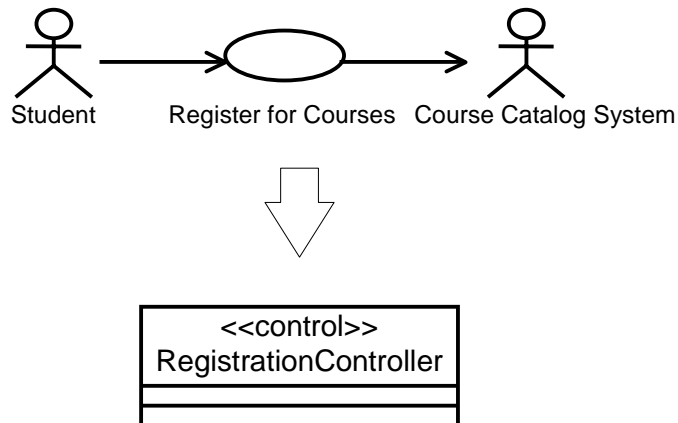 Student
Register for Courses
Course Catalog System
<<control>>
RegistrationController